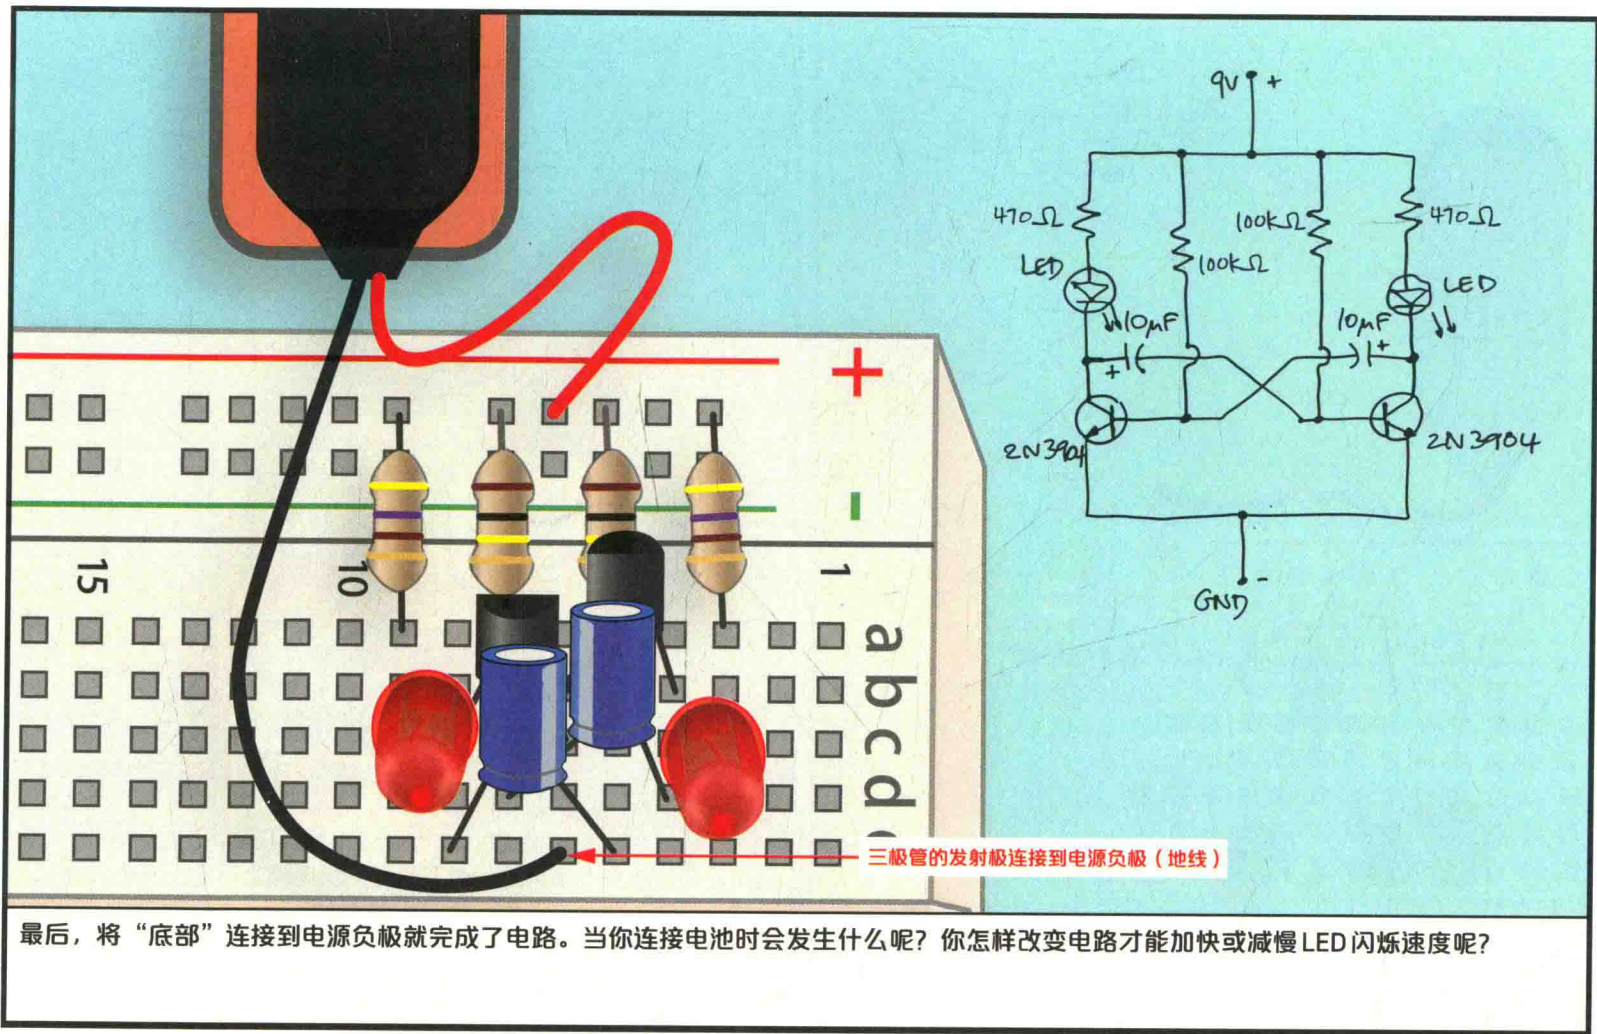 9V +
470Ω
100kΩ
100kΩ
470Ω
LED
LED
10μF
10μF
+
+
2N3904
2N3904
GND -
+
-
15
10
1
a
b
c
d
三极管的发射极连接到电源负极（地线）
最后，将“底部”连接到电源负极就完成了电路。当你连接电池时会发生什么呢？你怎样改变电路才能加快或减慢LED闪烁速度呢？